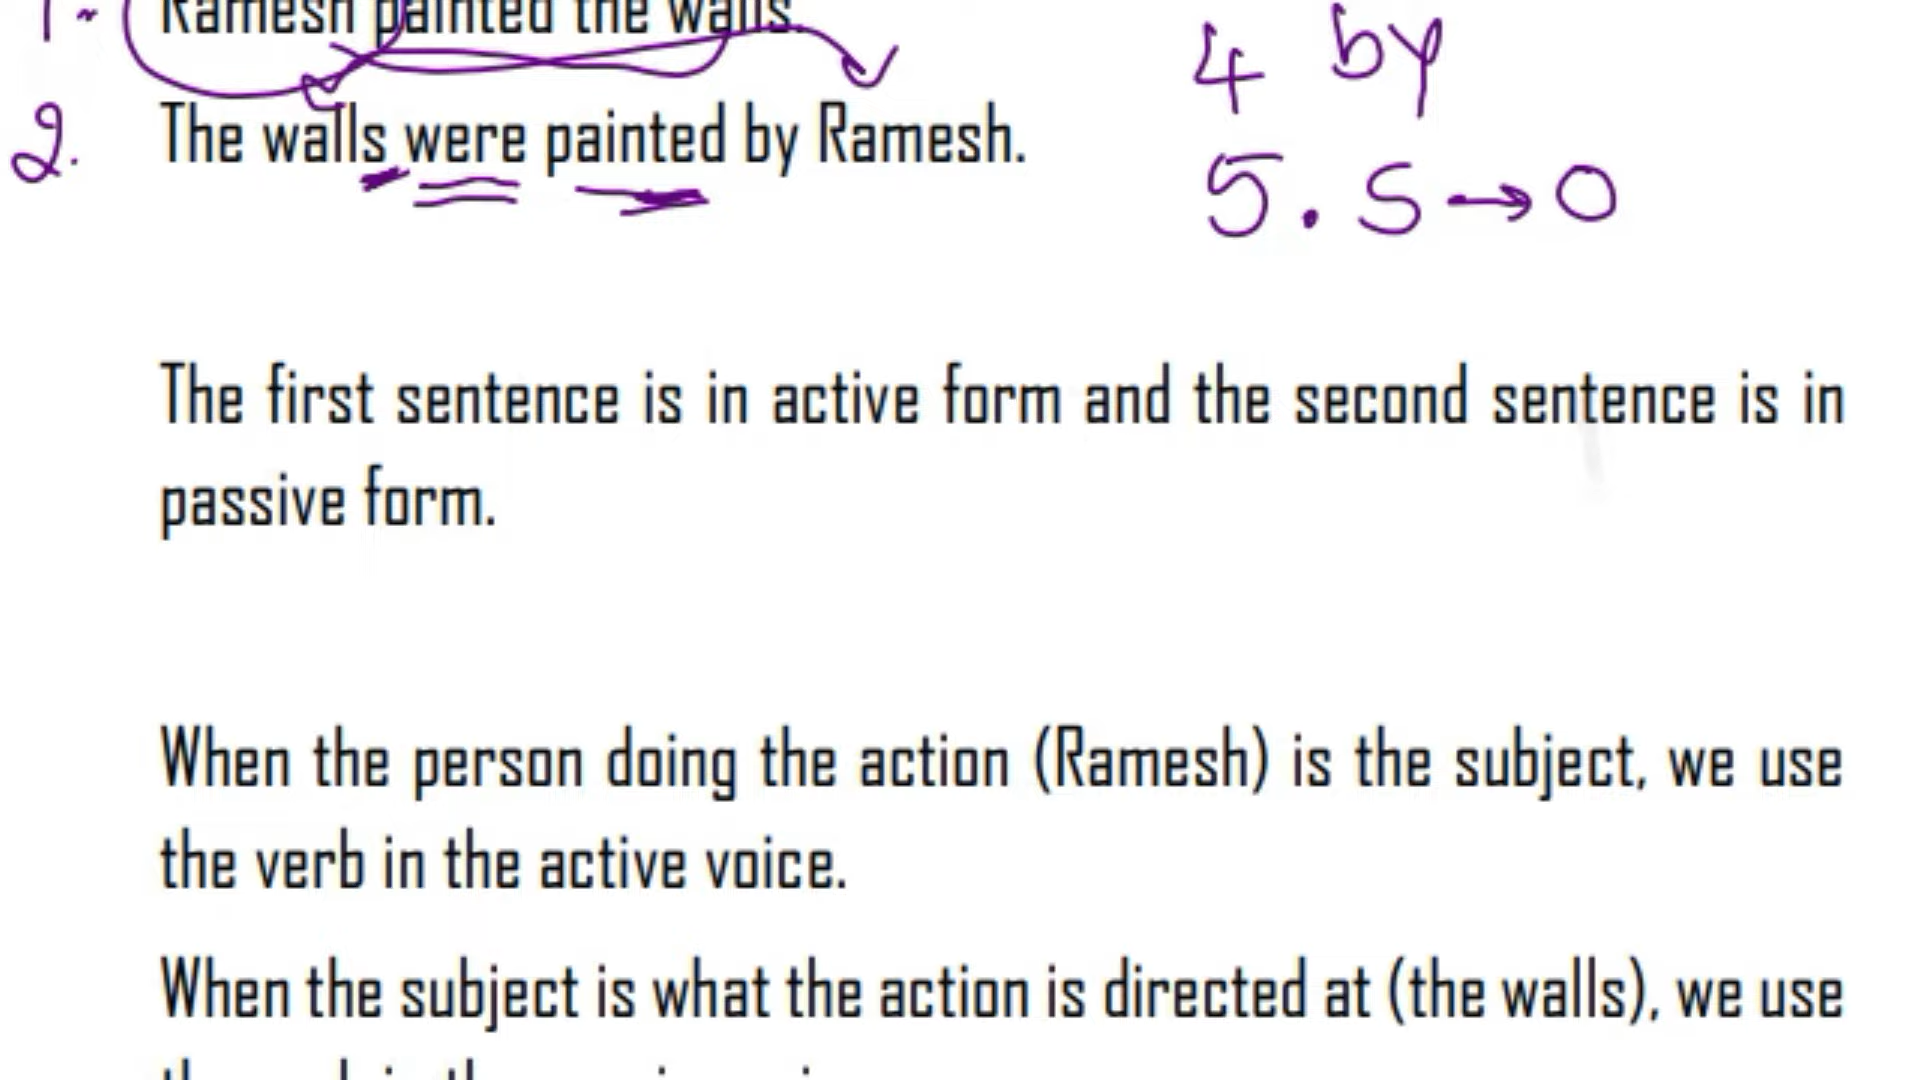 1. Ramesh painted the walls.
4 by
2. The walls were painted by Ramesh.
5. S → O
The first sentence is in active form and the second sentence is in
passive form.
When the person doing the action (Ramesh) is the subject, we use
the verb in the active voice.
When the subject is what the action is directed at (the walls), we use